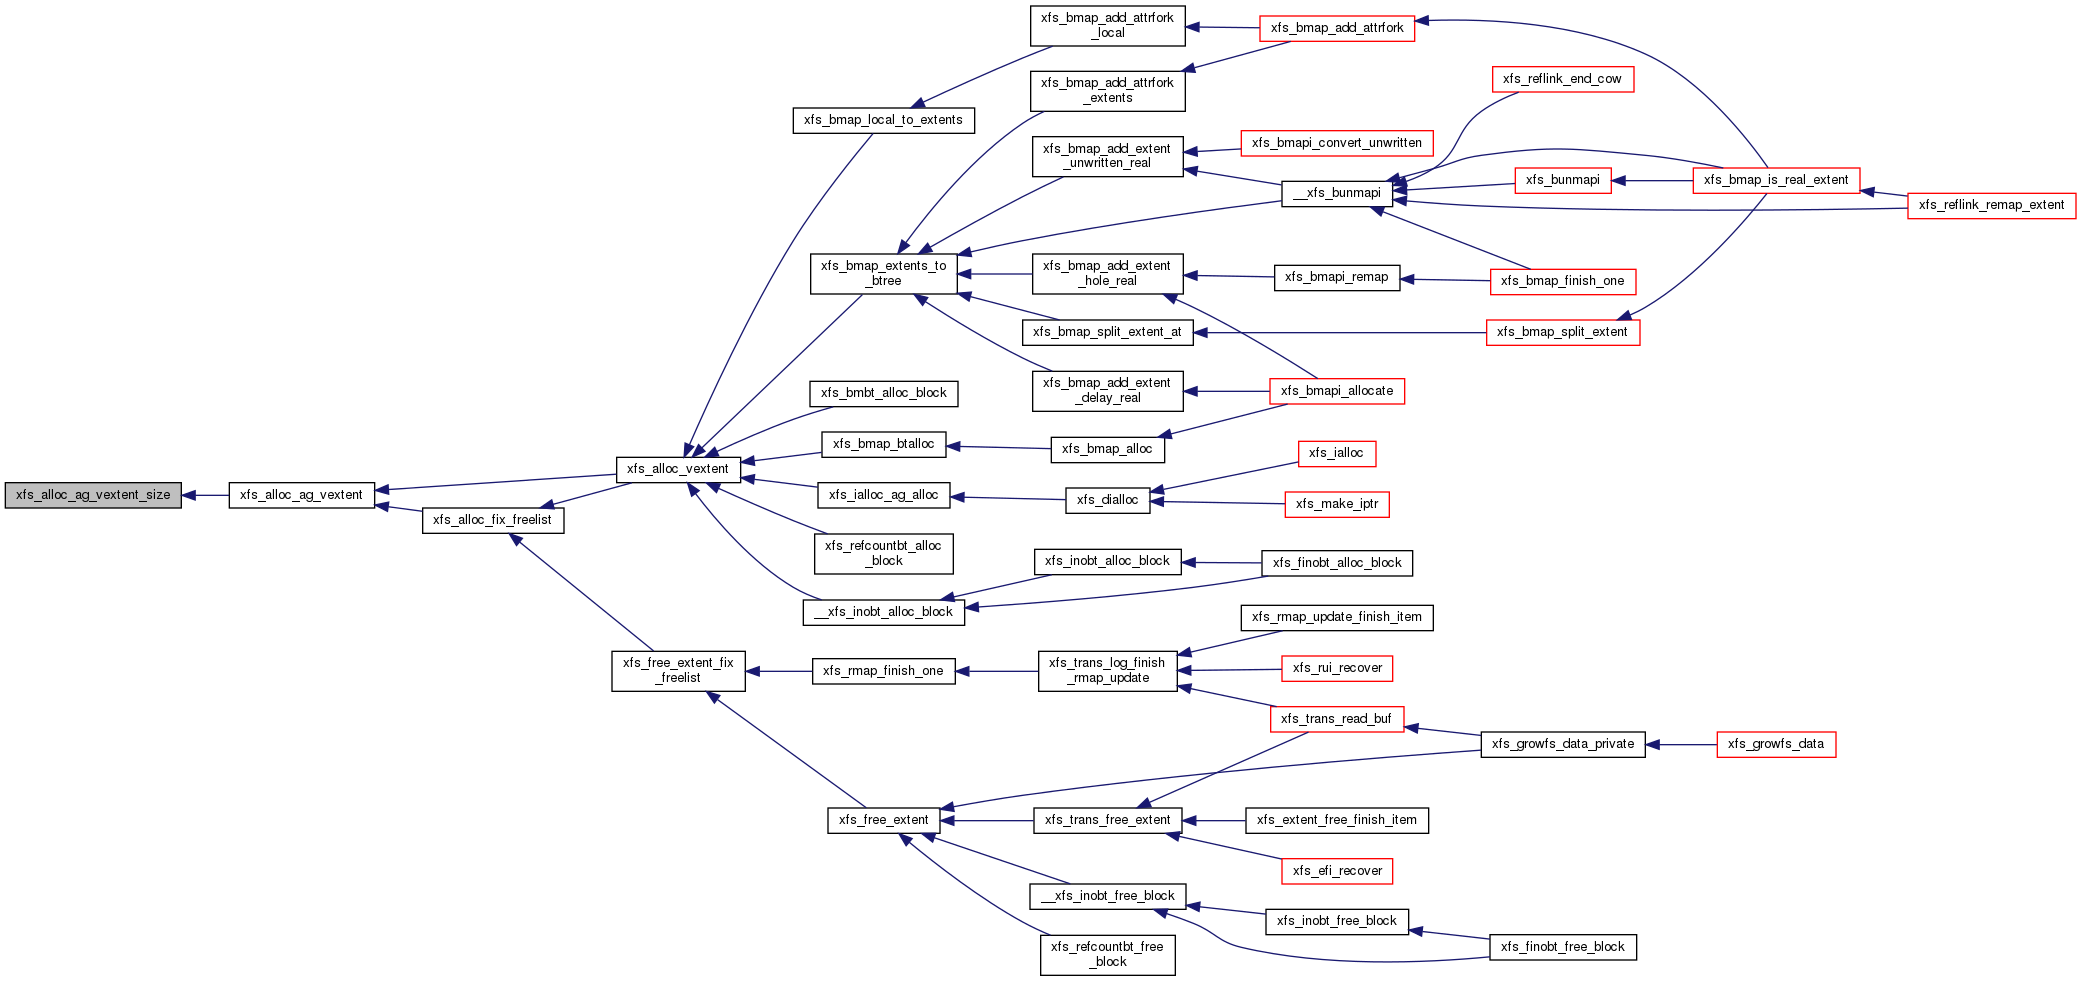 xfs_bmap_add_attrfork
_local
xfs_bmap_add_attrfork
xfs_reflink_end_cow
xfs_bmap_add_attrfork
_extents
xfs_bmap_local_to_extents
xfs_bmap_add_extent
_unwritten_real
xfs_bmapi_convert_unwritten
__xfs_bunmapi
xfs_bunmapi
xfs_bmap_is_real_extent
xfs_reflink_remap_extent
xfs_bmap_extents_to
_btree
xfs_bmap_add_extent
_hole_real
xfs_bmapi_remap
xfs_bmap_finish_one
xfs_bmap_split_extent_at
xfs_bmap_split_extent
xfs_bmap_add_extent
_delay_real
xfs_bmapi_allocate
xfs_bmbt_alloc_block
xfs_bmap_btalloc
xfs_bmap_alloc
xfs_ialloc
xfs_alloc_vextent
xfs_alloc_ag_vextent_size
xfs_alloc_ag_vextent
xfs_ialloc_ag_alloc
xfs_dialloc
xfs_make_iptr
xfs_alloc_fix_freelist
xfs_refcountbt_alloc
_block
xfs_inobt_alloc_block
xfs_finobt_alloc_block
__xfs_inobt_alloc_block
xfs_rmap_update_finish_item
xfs_free_extent_fix
_freelist
xfs_rmap_finish_one
xfs_trans_log_finish
_rmap_update
xfs_rui_recover
xfs_trans_read_buf
xfs_growfs_data_private
xfs_growfs_data
xfs_free_extent
xfs_trans_free_extent
xfs_extent_free_finish_item
xfs_efi_recover
__xfs_inobt_free_block
xfs_inobt_free_block
xfs_refcountbt_free
_block
xfs_finobt_free_block